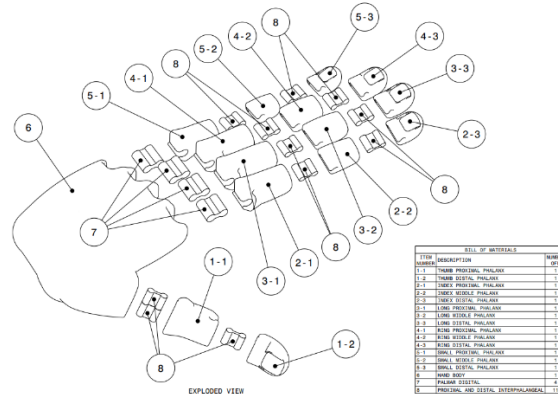 8
5-3
4-2
5-2
4-3
8
4-1
3-3
5-1
2-3
6
8
2-2
7
3-2
8
2-1
3-1
1-1
1-2
8
EXPLODED VIEW
BILL OF MATERIALS
ITEM NUMBER DESCRIPTION
1-1 THUMB PROXIMAL PHALANX 1
1-2 THUMB DISTAL PHALANX 1
2-1 INDEX PROXIMAL PHALANX 1
2-2 INDEX MIDDLE PHALANX 1
2-3 INDEX DISTAL PHALANX 1
3-1 LONG PROXIMAL PHALANX 1
3-2 LONG MIDDLE PHALANX 1
3-3 LONG DISTAL PHALANX 1
4-1 RING PROXIMAL PHALANX 1
4-2 RING MIDDLE PHALANX 1
4-3 RING DISTAL PHALANX 1
5-1 SMALL PROXIMAL PHALANX 1
5-2 SMALL MIDDLE PHALANX 1
5-3 SMALL DISTAL PHALANX 1
6 HAND BODY 1
7 PALMAR DIGITAL
8 PROXIMAL AND DISTAL INTERPHALANGEAL 11